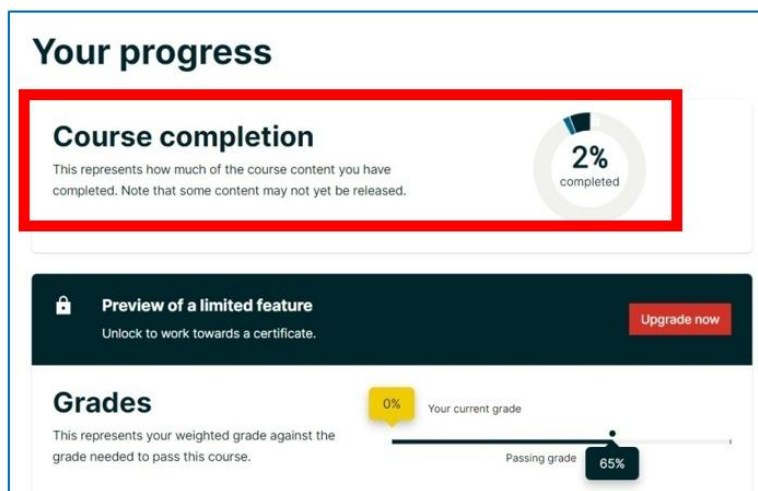 Your progress
Course completion
This represents how much of the course content you have
completed. Note that some content may not yet be released.
2%
completed
Preview of a limited feature
Unlock to work towards a certificate.
Upgrade now
Grades
This represents your weighted grade against the
grade needed to pass this course.
0%
Your current grade
Passing grade
65%